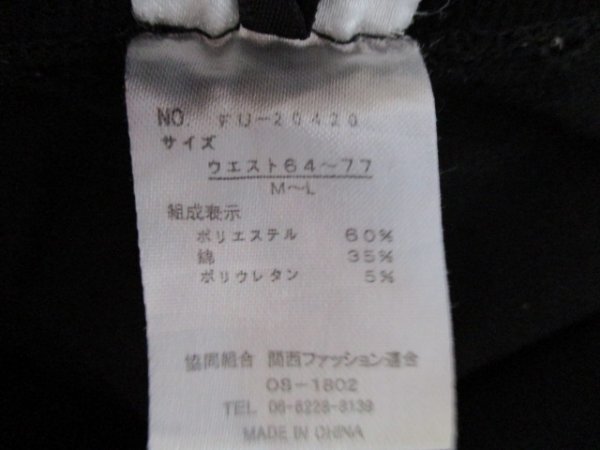 NO. FU-20420
サイズ
ウエスト64～77
M～L
組成表示
ポリエステル 60%
綿 35%
ポリウレタン 5%
協同組合 関西ファッション連合
OS-1802
TEL 06-6228-3139
MADE IN CHINA